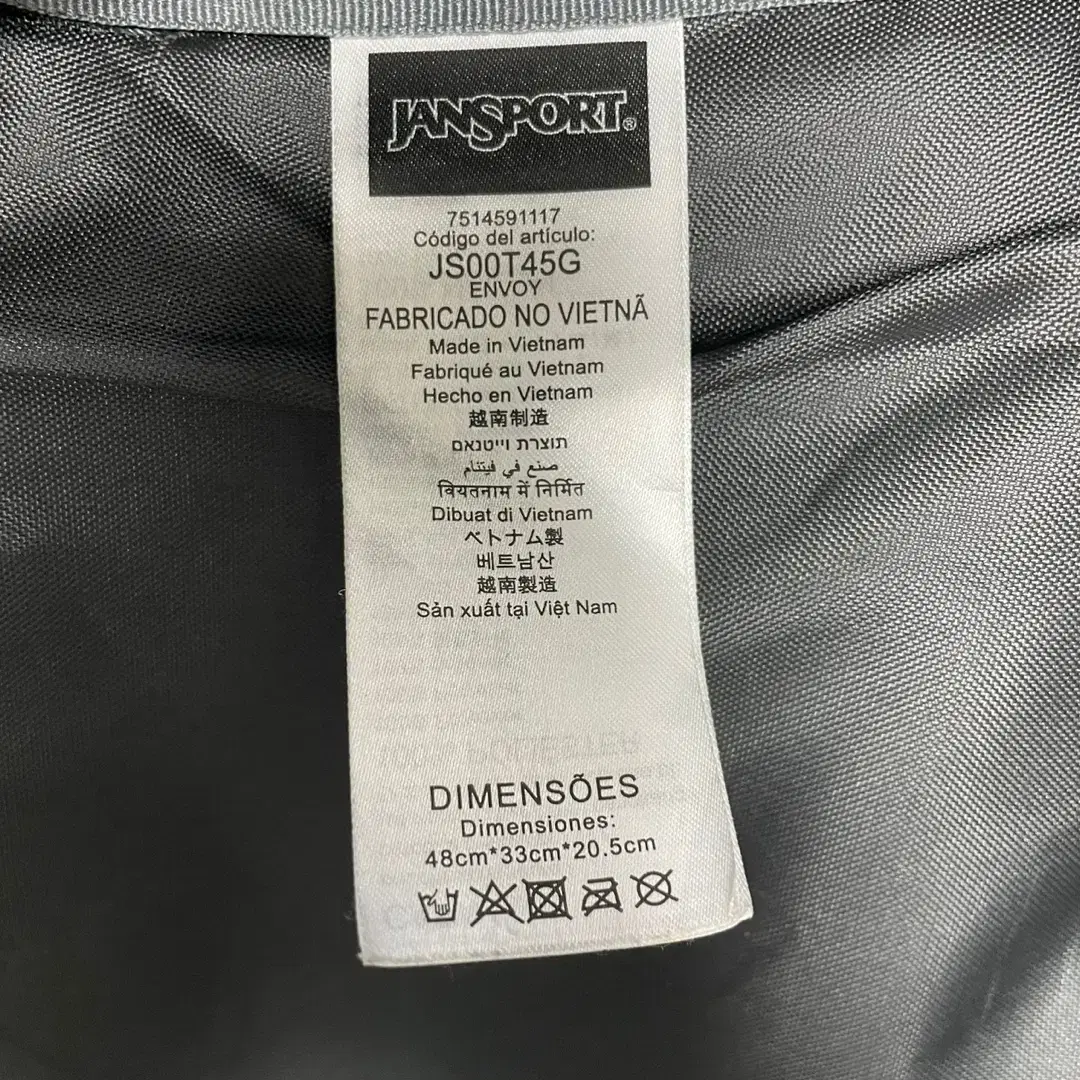 JANSPORT®
7514591117
Código del artículo:
JS00T45G
ENVOY
FABRICADO NO VIETNÃ
Made in Vietnam
Fabriqué au Vietnam
Hecho en Vietnam
越南制造
תוצרת וייטנאם
صنع في فيتنام
वियतनाम में निर्मित
Dibuat di Vietnam
ベトナム製
베트남산
越南製造
Sản xuất tại Việt Nam
DIMENSÕES
Dimensiones:
48cm*33cm*20.5cm